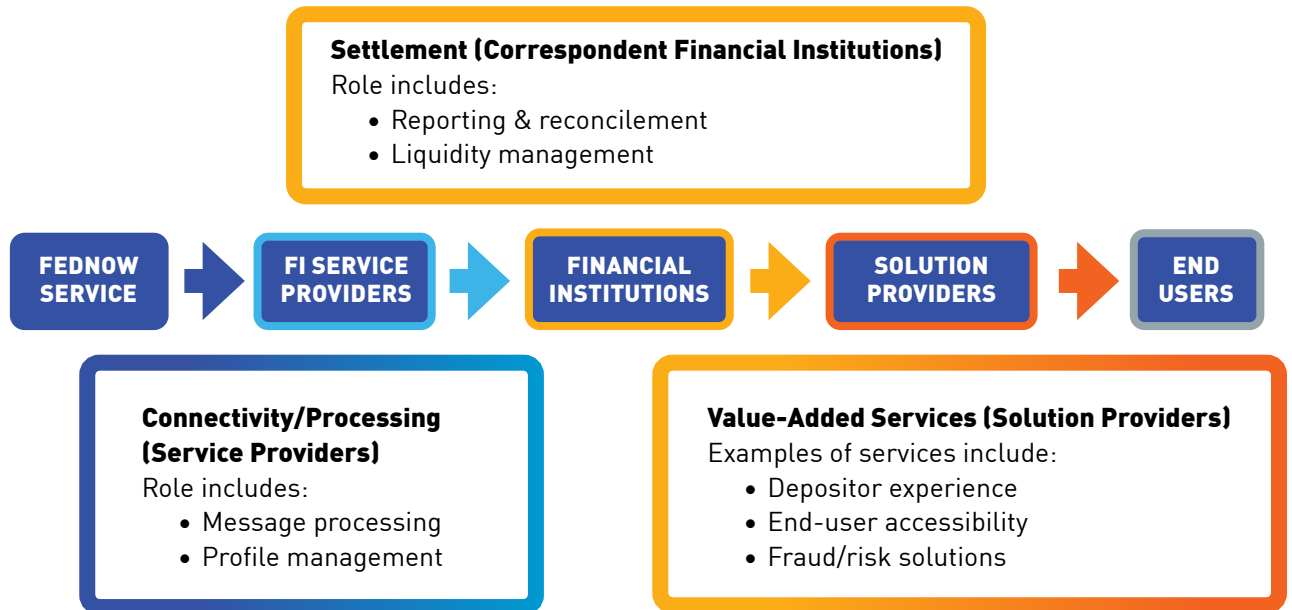 Settlement (Correspondent Financial Institutions)
Role includes:
• Reporting & reconcilement
• Liquidity management
FEDNOW
SERVICE
FI SERVICE
PROVIDERS
FINANCIAL
INSTITUTIONS
SOLUTION
PROVIDERS
END
USERS
Connectivity/Processing
(Service Providers)
Role includes:
• Message processing
• Profile management
Value-Added Services (Solution Providers)
Examples of services include:
• Depositor experience
• End-user accessibility
• Fraud/risk solutions